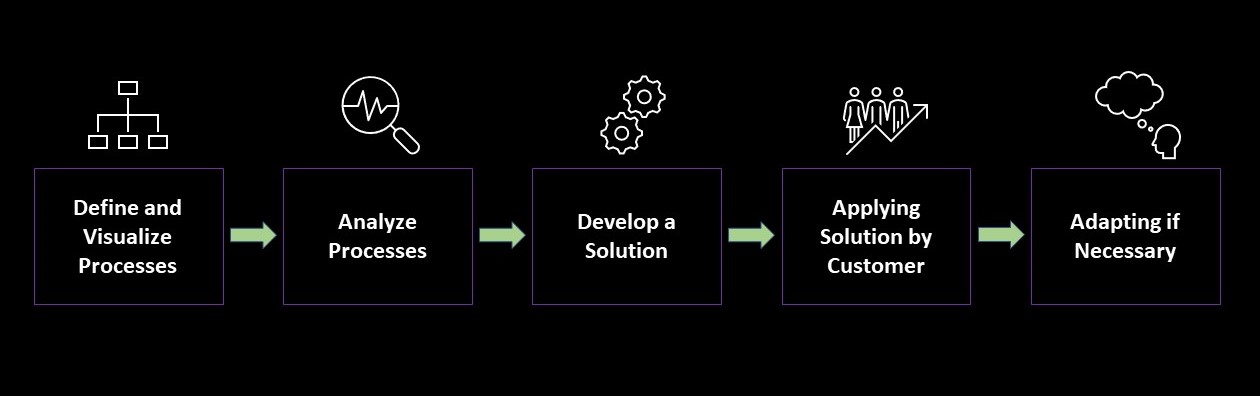 Define and
Visualize
Processes
Analyze
Processes
Develop a
Solution
Applying
Solution by
Customer
Adapting if
Necessary